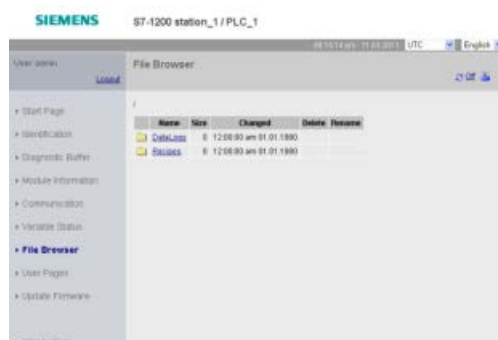 SIEMENS
S7-1200 station_1 / PLC_1
UTC
English
User: admin
Logout
File Browser
Off
Start Page
Identification
Diagnostic Buffer
Module Information
Communication
Variable Status
File Browser
User Pages
Update Firmware
/
Name Size Changed Delete Rename
DataLogs 0 12:00:00 am 01.01.1990
Recipes 0 12:00:00 am 01.01.1990